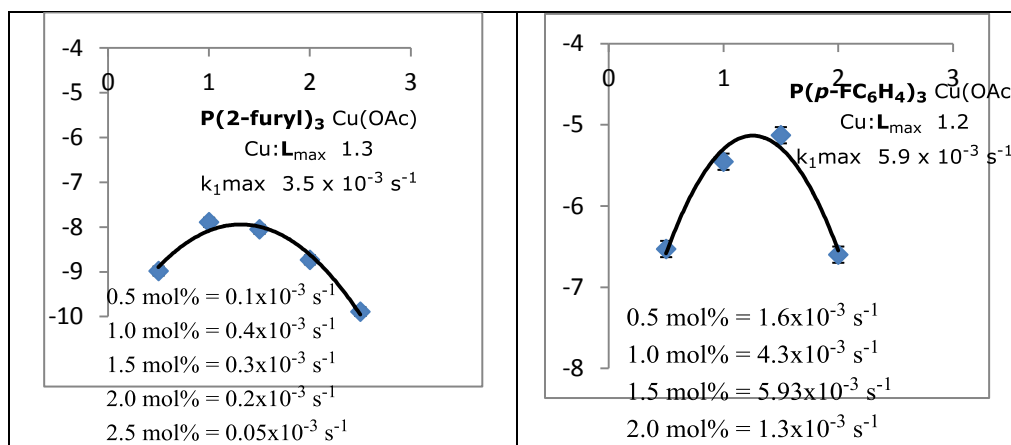 -4
-5
-6
-7
-8
-9
-10
0 1 2 3
P(2-furyl)3 Cu(OAc)
Cu:Lmax 1.3
k1max 3.5 x 10-3 s-1
0.5 mol% = 0.1x10-3 s-1
1.0 mol% = 0.4x10-3 s-1
1.5 mol% = 0.3x10-3 s-1
2.0 mol% = 0.2x10-3 s-1
2.5 mol% = 0.05x10-3 s-1
-4
-5
-6
-7
-8
0 1 2 3
P(p-FC6H4)3 Cu(OAc
Cu:Lmax 1.2
k1max 5.9 x 10-3 s-1
0.5 mol% = 1.6x10-3 s-1
1.0 mol% = 4.3x10-3 s-1
1.5 mol% = 5.93x10-3 s-1
2.0 mol% = 1.3x10-3 s-1